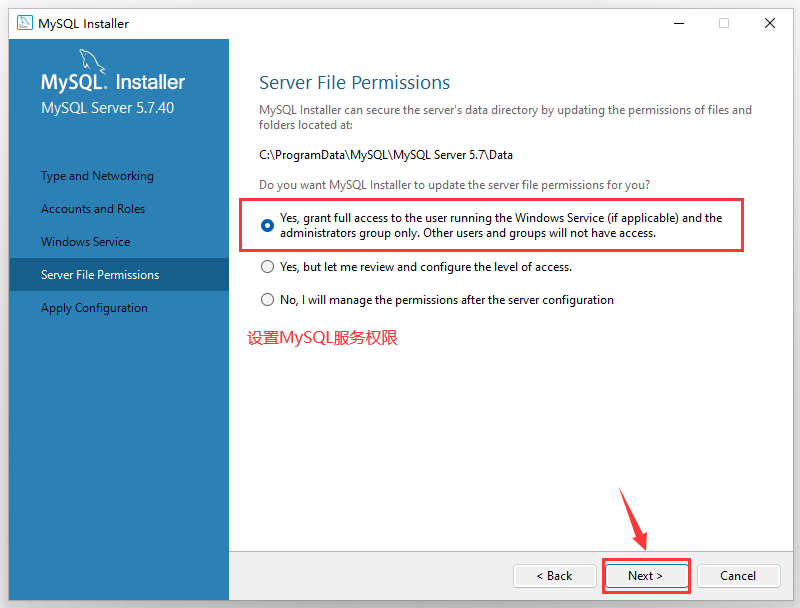 MySQL Installer
MySQL. Installer
MySQL Server 5.7.40
Type and Networking
Accounts and Roles
Windows Service
Server File Permissions
Apply Configuration
Server File Permissions
MySQL Installer can secure the server's data directory by updating the permissions of files and
folders located at:
C:\ProgramData\MySQL\MySQL Server 5.7\Data
Do you want MySQL Installer to update the server file permissions for you?
Yes, grant full access to the user running the Windows Service (if applicable) and the
administrators group only. Other users and groups will not have access.
Yes, but let me review and configure the level of access.
No, I will manage the permissions after the server configuration
设置MySQL服务权限
< Back
Next >
Cancel